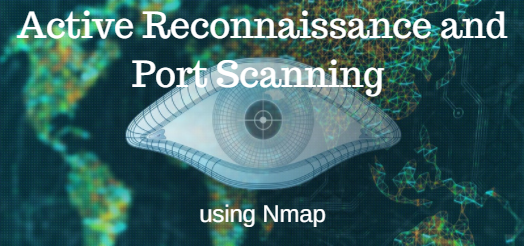 Active Reconnaissance and
Port Scanning
using Nmap